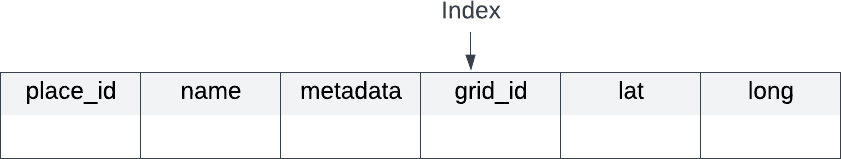 Index
place_id name metadata grid_id lat long